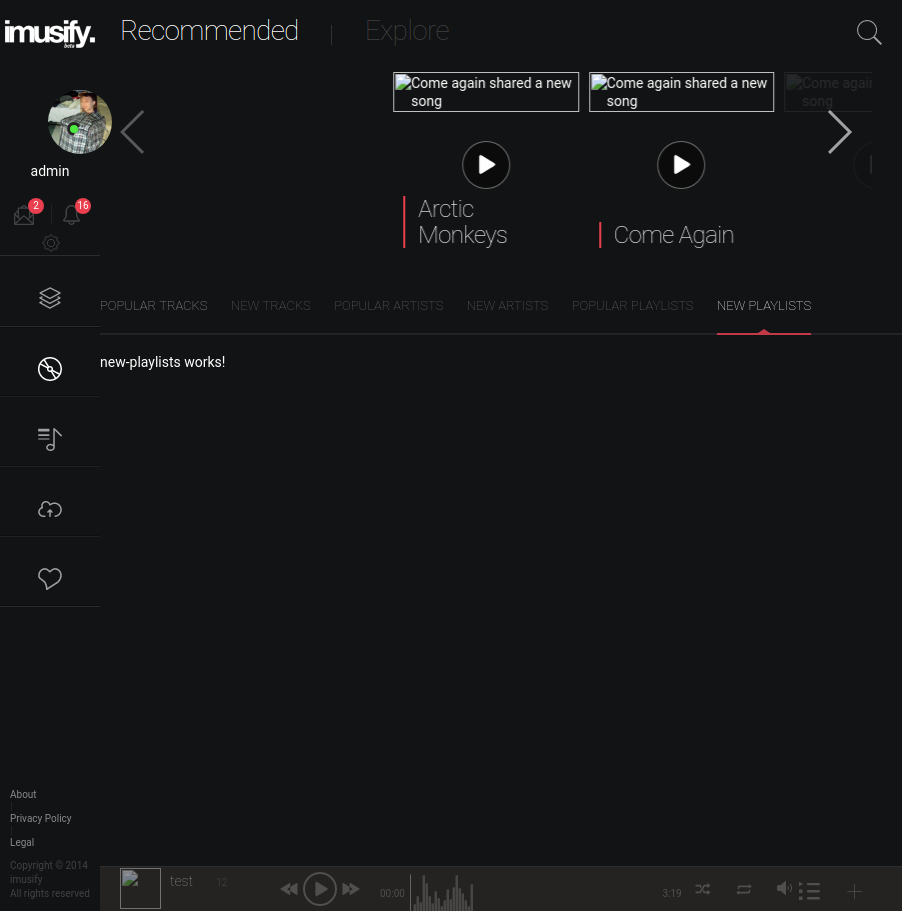 imusify.
beta
Recommended
Explore
Come again shared a new
song
Come again shared a new
song
Come again
song
admin
2
16
Arctic
Monkeys
Come Again
POPULAR TRACKS
NEW TRACKS
POPULAR ARTISTS
NEW ARTISTS
POPULAR PLAYLISTS
NEW PLAYLISTS
new-playlists works!
About
Privacy Policy
Legal
Copyright © 2014
imusify
All rights reserved
test
12
00:00
3:19